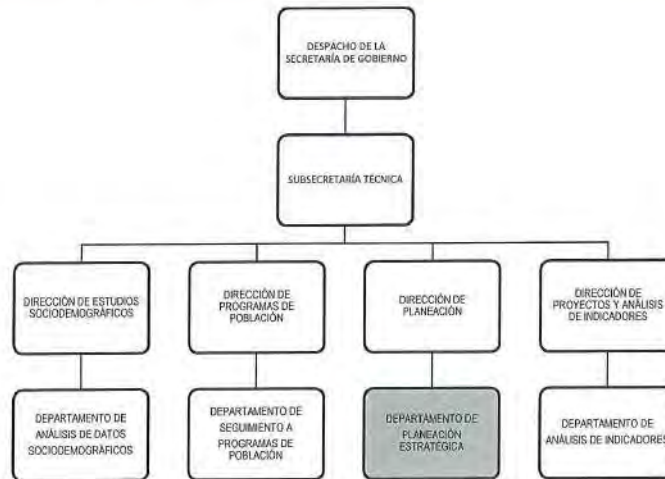 DESPACHO DE LA
SECRETARÍA DE GOBIERNO
SUBSECRETARÍA TÉCNICA
DIRECCIÓN DE ESTUDIOS
SOCIODEMOGRÁFICOS
DIRECCIÓN DE
PROGRAMAS DE
POBLACIÓN
DIRECCIÓN DE
PLANEACIÓN
DIRECCIÓN DE
PROYECTOS Y ANÁLISIS
DE INDICADORES
DEPARTAMENTO DE
ANÁLISIS DE DATOS
SOCIODEMOGRÁFICOS
DEPARTAMENTO DE
SEGUIMIENTO A
PROGRAMAS DE
POBLACIÓN
DEPARTAMENTO DE
PLANEACIÓN
ESTRATÉGICA
DEPARTAMENTO DE
ANÁLISIS DE INDICADORES